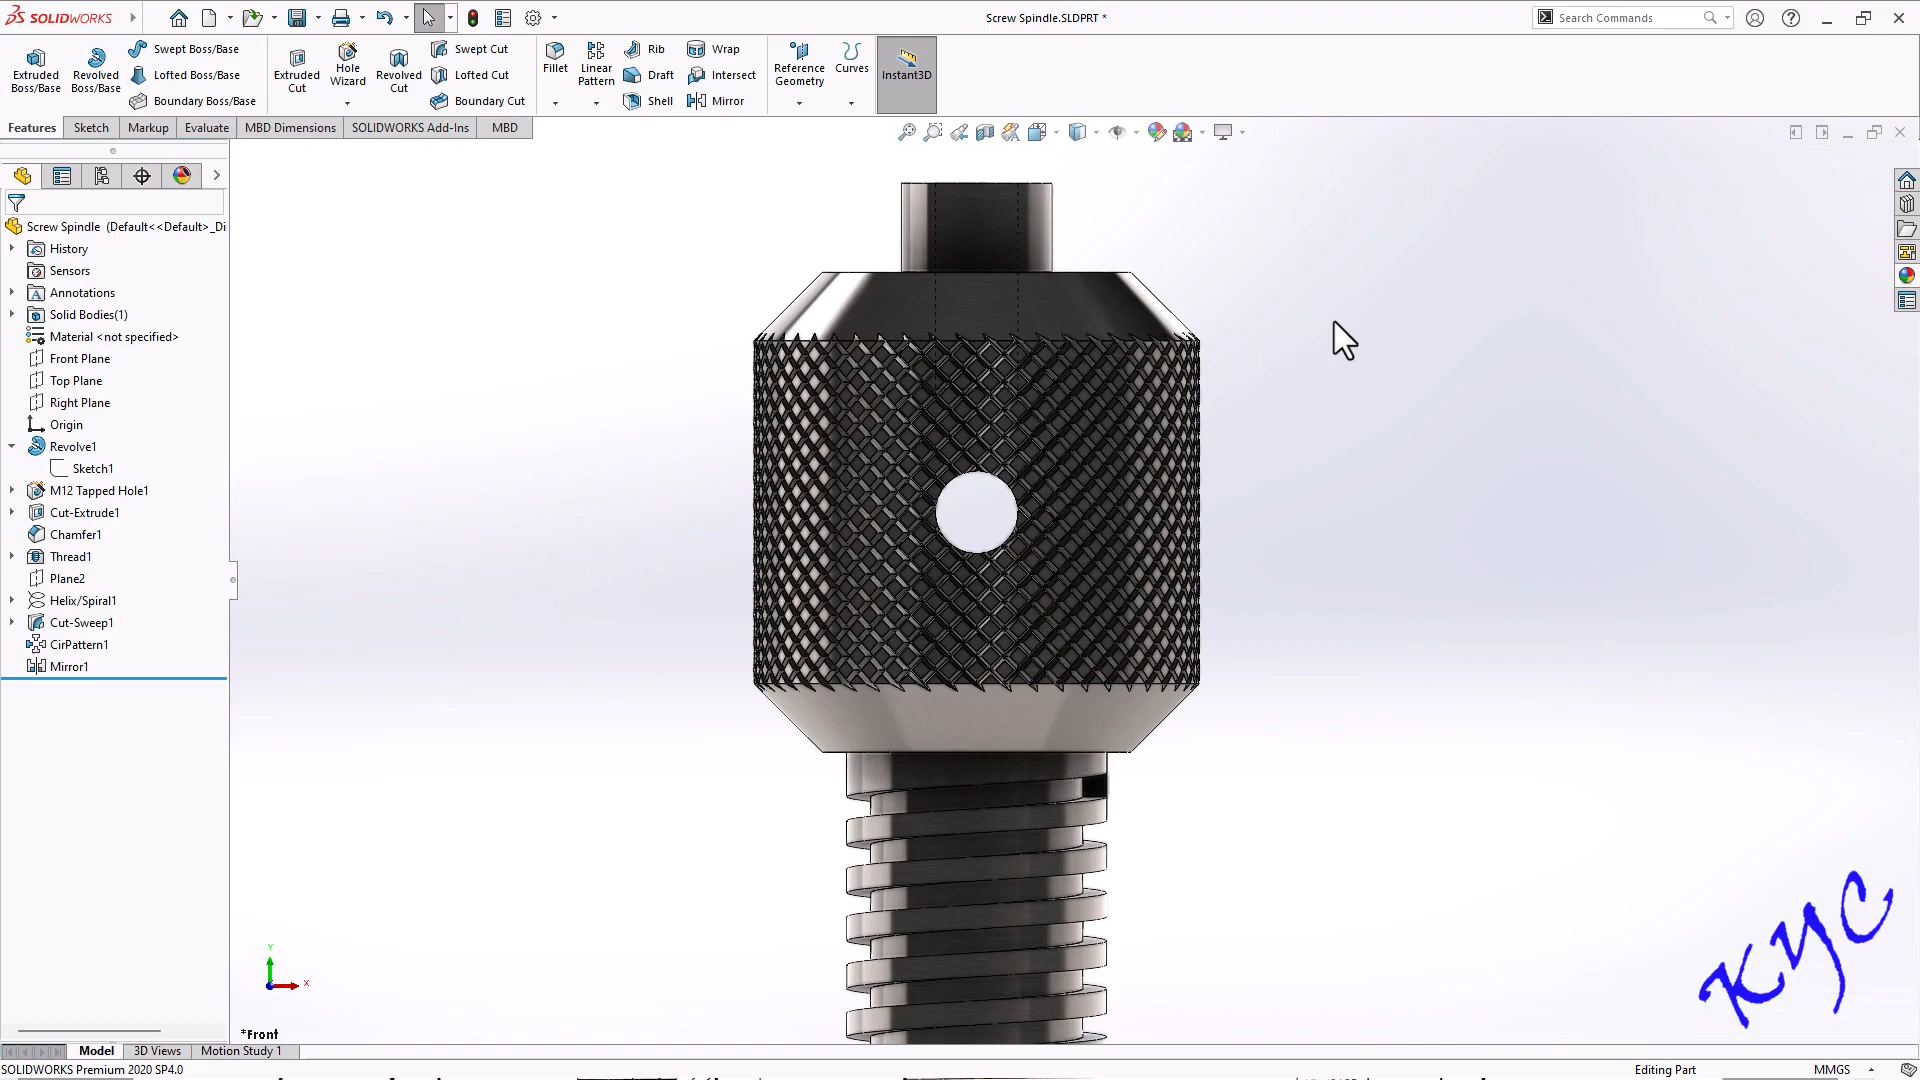 SOLIDWORKS
Screw Spindle.SLDPRT *
Search Commands
Extruded Boss/Base
Revolved Boss/Base
Swept Boss/Base
Lofted Boss/Base
Boundary Boss/Base
Extruded Cut
Hole Wizard
Revolved Cut
Swept Cut
Lofted Cut
Boundary Cut
Fillet
Linear Pattern
Rib
Draft
Shell
Wrap
Intersect
Mirror
Reference Geometry
Curves
Instant3D
Features Sketch Markup Evaluate MBD Dimensions SOLIDWORKS Add-Ins MBD
Screw Spindle (Default<<Default>_Di
History
Sensors
Annotations
Solid Bodies(1)
Material <not specified>
Front Plane
Top Plane
Right Plane
Origin
Revolve1
Sketch1
M12 Tapped Hole1
Cut-Extrude1
Chamfer1
Thread1
Plane2
Helix/Spiral1
Cut-Sweep1
CirPattern1
Mirror1
Y
X
*Front
KYC
Model 3D Views Motion Study 1
SOLIDWORKS Premium 2020 SP4.0
Editing Part
MMGS